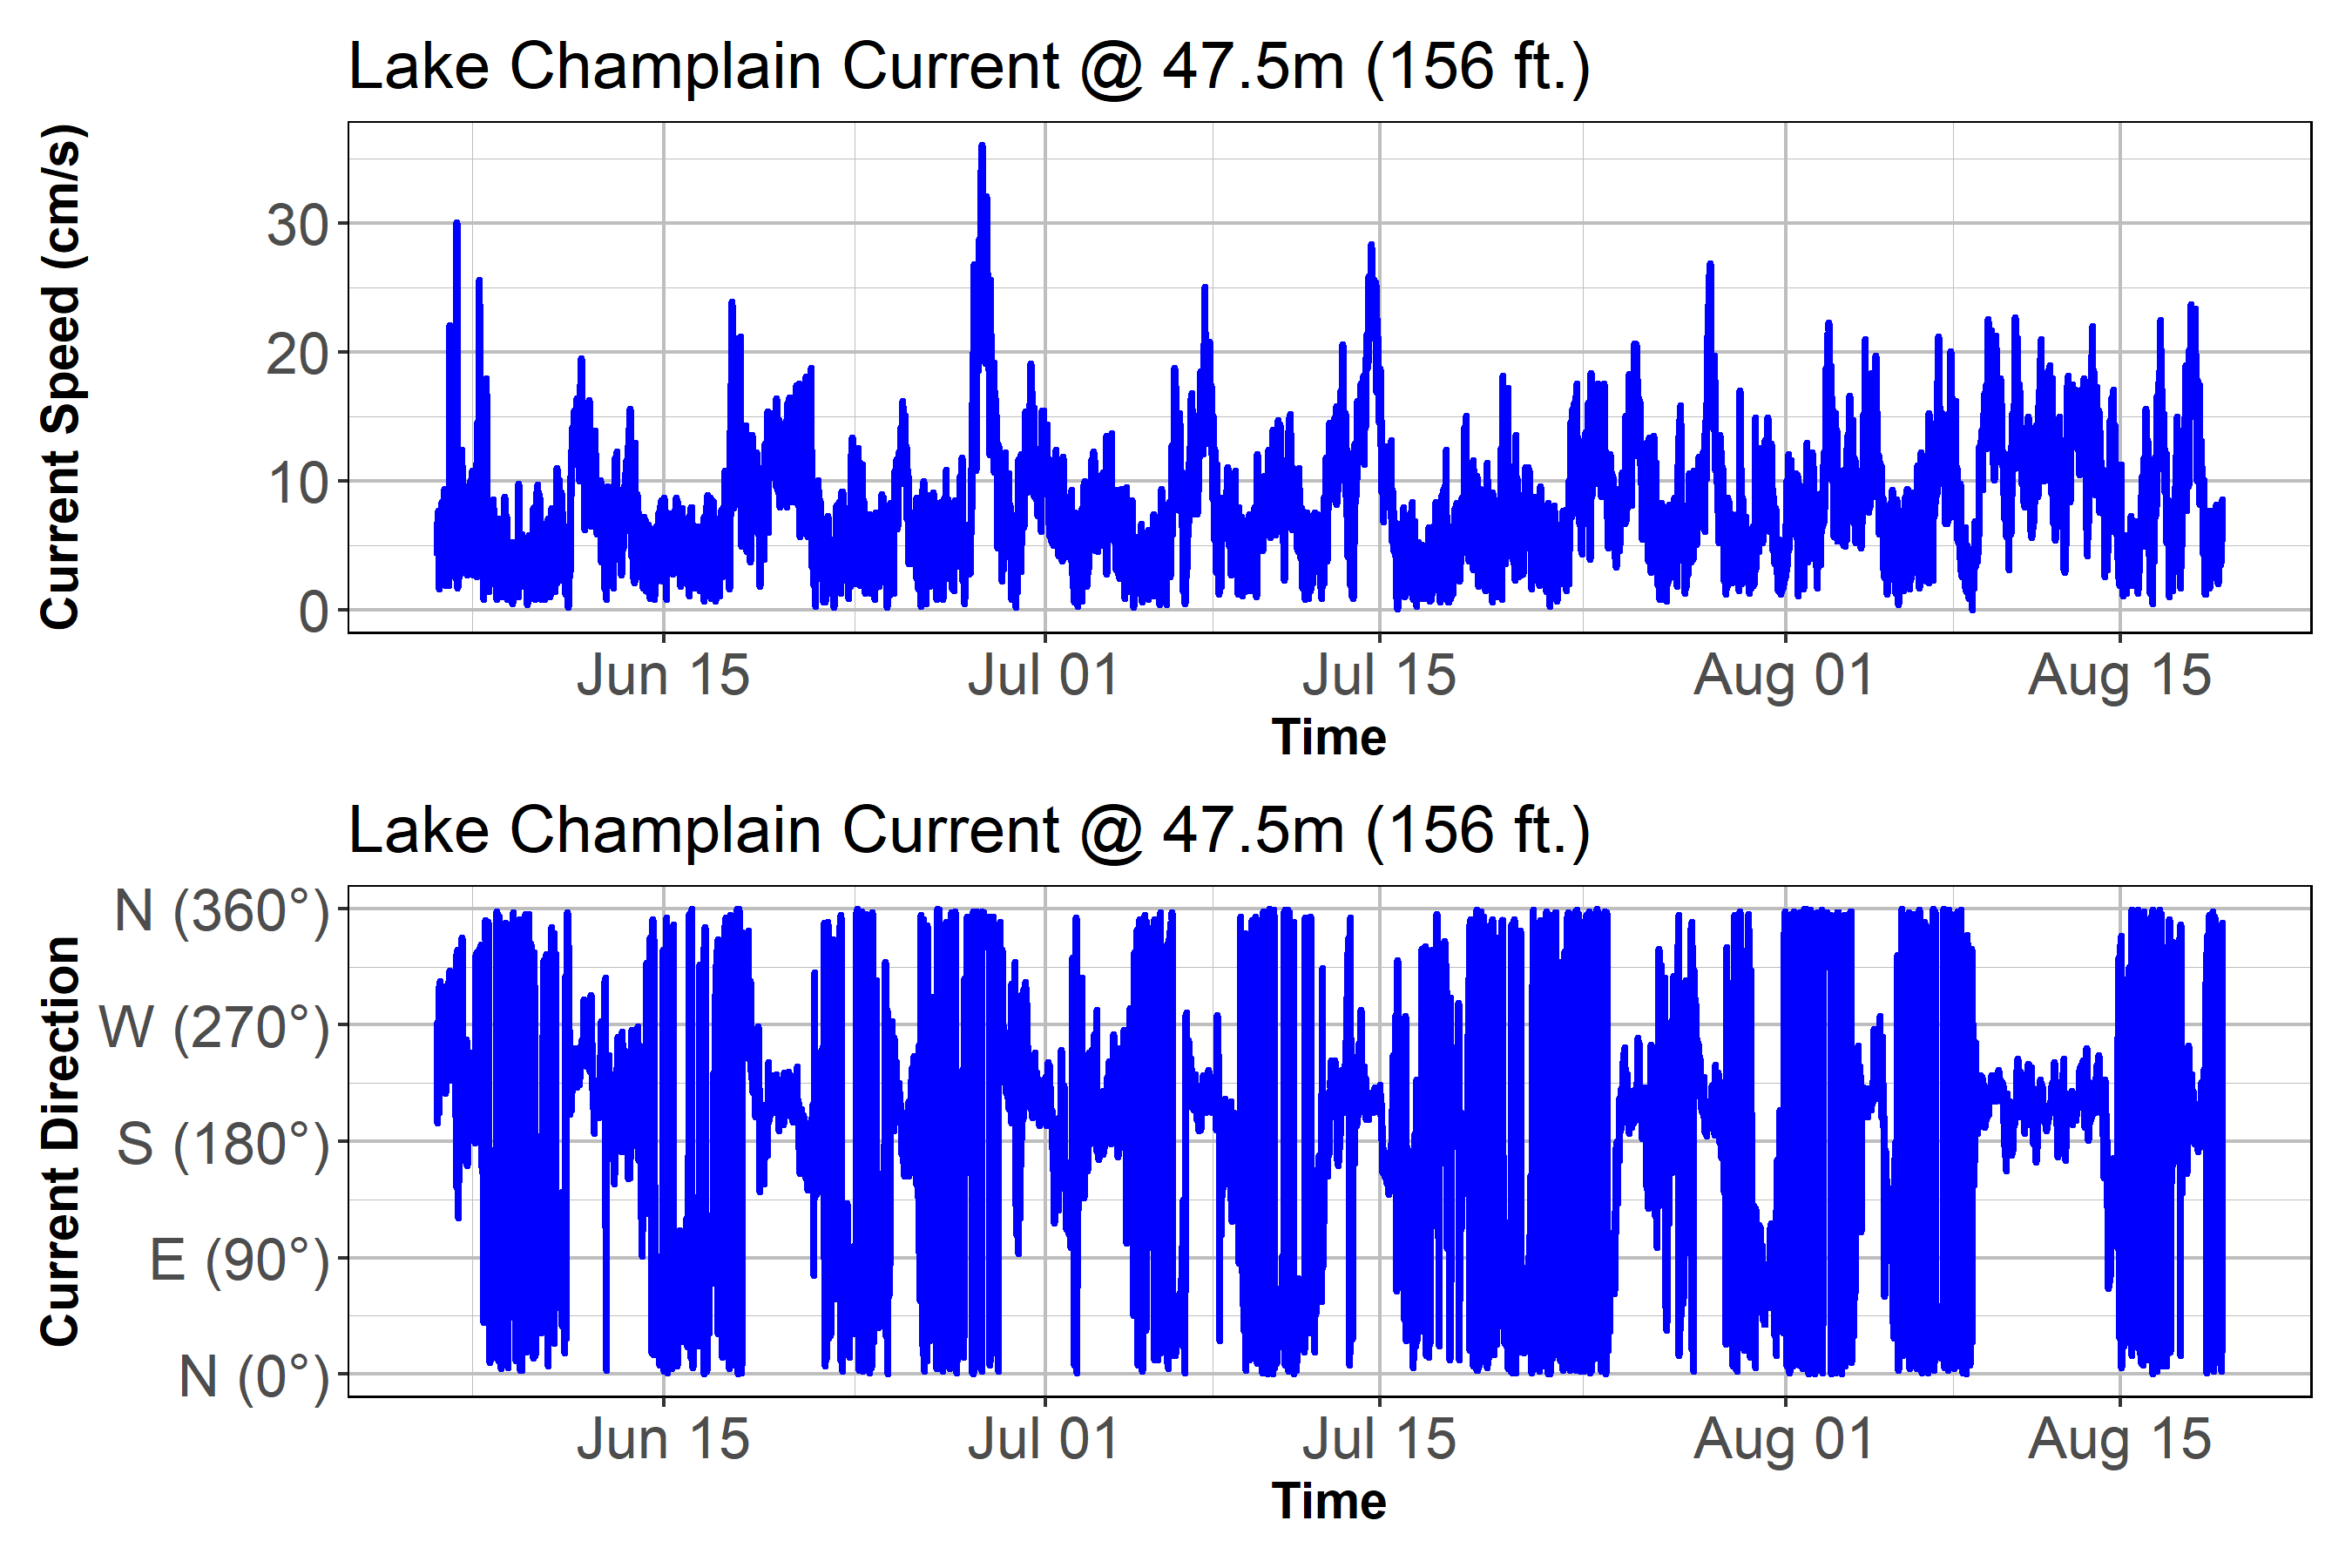 Lake Champlain Current @ 47.5m (156 ft.)
Current Speed (cm/s)
30
20
10
0
Jun 15 Jul 01 Jul 15 Aug 01 Aug 15
Time
Lake Champlain Current @ 47.5m (156 ft.)
Current Direction
N (360°)
W (270°)
S (180°)
E (90°)
N (0°)
Jun 15 Jul 01 Jul 15 Aug 01 Aug 15
Time